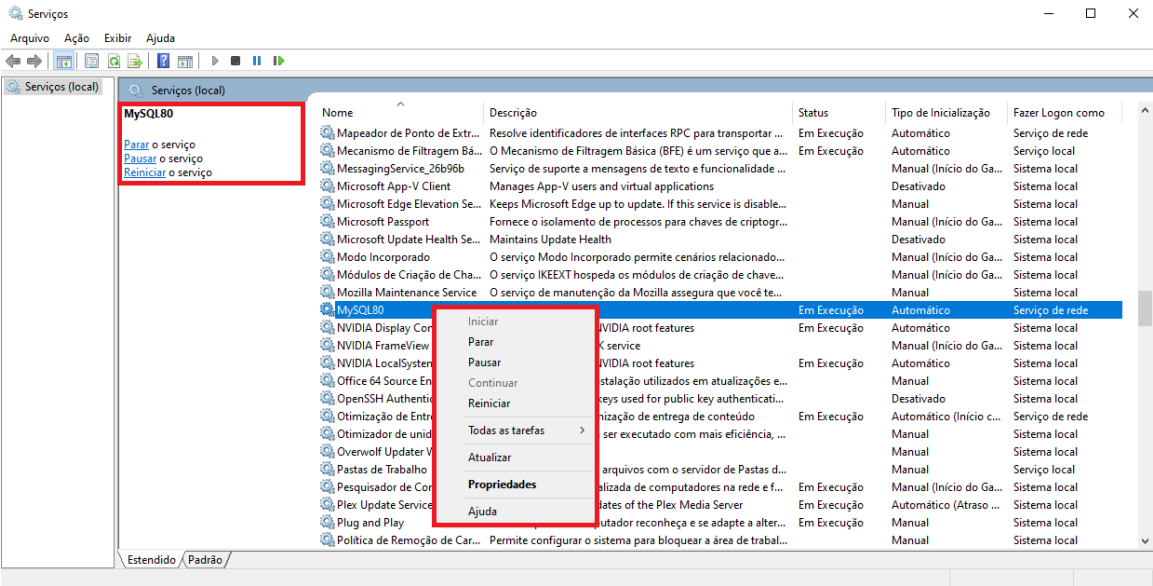 Serviços
Arquivo Ação Exibir Ajuda
Serviços (local)
Serviços (local)
MySQL80
Parar o serviço
Pausar o serviço
Reiniciar o serviço
Nome Descrição Status Tipo de Inicialização Fazer Logon como
Mapeador de Ponto de Extr... Resolve identificadores de interfaces RPC para transportar ... Em Execução Automático Serviço de rede
Mecanismo de Filtragem Bá... O Mecanismo de Filtragem Básica (BFE) é um serviço que a... Em Execução Automático Serviço local
MessagingService_26b96b Serviço de suporte a mensagens de texto e funcionalidade ... Manual (Início do Ga... Sistema local
Microsoft App-V Client Manages App-V users and virtual applications Desativado Sistema local
Microsoft Edge Elevation Se... Keeps Microsoft Edge up to update. If this service is disable... Manual Sistema local
Microsoft Passport Fornece o isolamento de processos para chaves de criptogr... Manual (Início do Ga... Sistema local
Microsoft Update Health Se... Maintains Update Health Desativado Sistema local
Modo Incorporado O serviço Modo Incorporado permite cenários relacionado... Manual (Início do Ga... Sistema local
Módulos de Criação de Cha... O serviço IKEEXT hospeda os módulos de criação de chave... Manual (Início do Ga... Sistema local
Mozilla Maintenance Service O serviço de manutenção da Mozilla assegura que você te... Manual Sistema local
MySQL80 Em Execução Automático Serviço de rede
NVIDIA Display Con NVIDIA root features Em Execução Automático Sistema local
NVIDIA FrameView K service Manual (Início do Ga... Sistema local
NVIDIA LocalSystem NVIDIA root features Em Execução Automático Sistema local
Office 64 Source En stalação utilizados em atualizações e... Manual Sistema local
OpenSSH Authentic keys used for public key authenticati... Desativado Sistema local
Otimização de Entre nização de entrega de conteúdo Em Execução Automático (Início c... Serviço de rede
Otimizador de unid ser executado com mais eficiência, ... Manual Sistema local
Overwolf Updater W Manual Sistema local
Pastas de Trabalho arquivos com o servidor de Pastas d... Manual Serviço local
Pesquisador de Con alizada de computadores na rede e f... Em Execução Manual (Início do Ga... Sistema local
Plex Update Service dates of the Plex Media Server Em Execução Automático (Atraso ... Sistema local
Plug and Play utador reconheça e se adapte a alter... Em Execução Manual Sistema local
Política de Remoção de Car... Permite configurar o sistema para bloquear a área de trabal... Manual Sistema local
Iniciar
Parar
Pausar
Continuar
Reiniciar
Todas as tarefas
Atualizar
Propriedades
Ajuda
Estendido Padrão